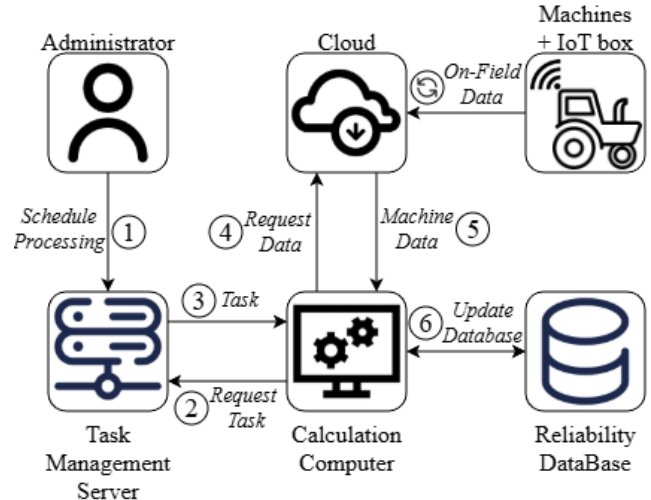 Administrator
Cloud
Machines
+ IoT box
On-Field
Data
Schedule
Processing
1
4
Request
Data
Machine
Data
5
3
Task
6
Update
Database
2
Request
Task
Task
Management
Server
Calculation
Computer
Reliability
DataBase